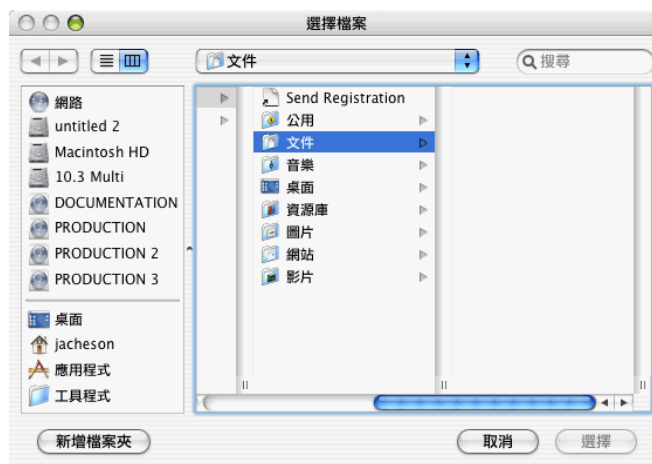 選擇檔案
文件
搜尋
網路
untitled 2
Macintosh HD
10.3 Multi
DOCUMENTATION
PRODUCTION
PRODUCTION 2
PRODUCTION 3
桌面
jacheson
應用程式
工具程式
Send Registration
公用
文件
音樂
桌面
資源庫
圖片
網站
影片
新增檔案夾
取消
選擇